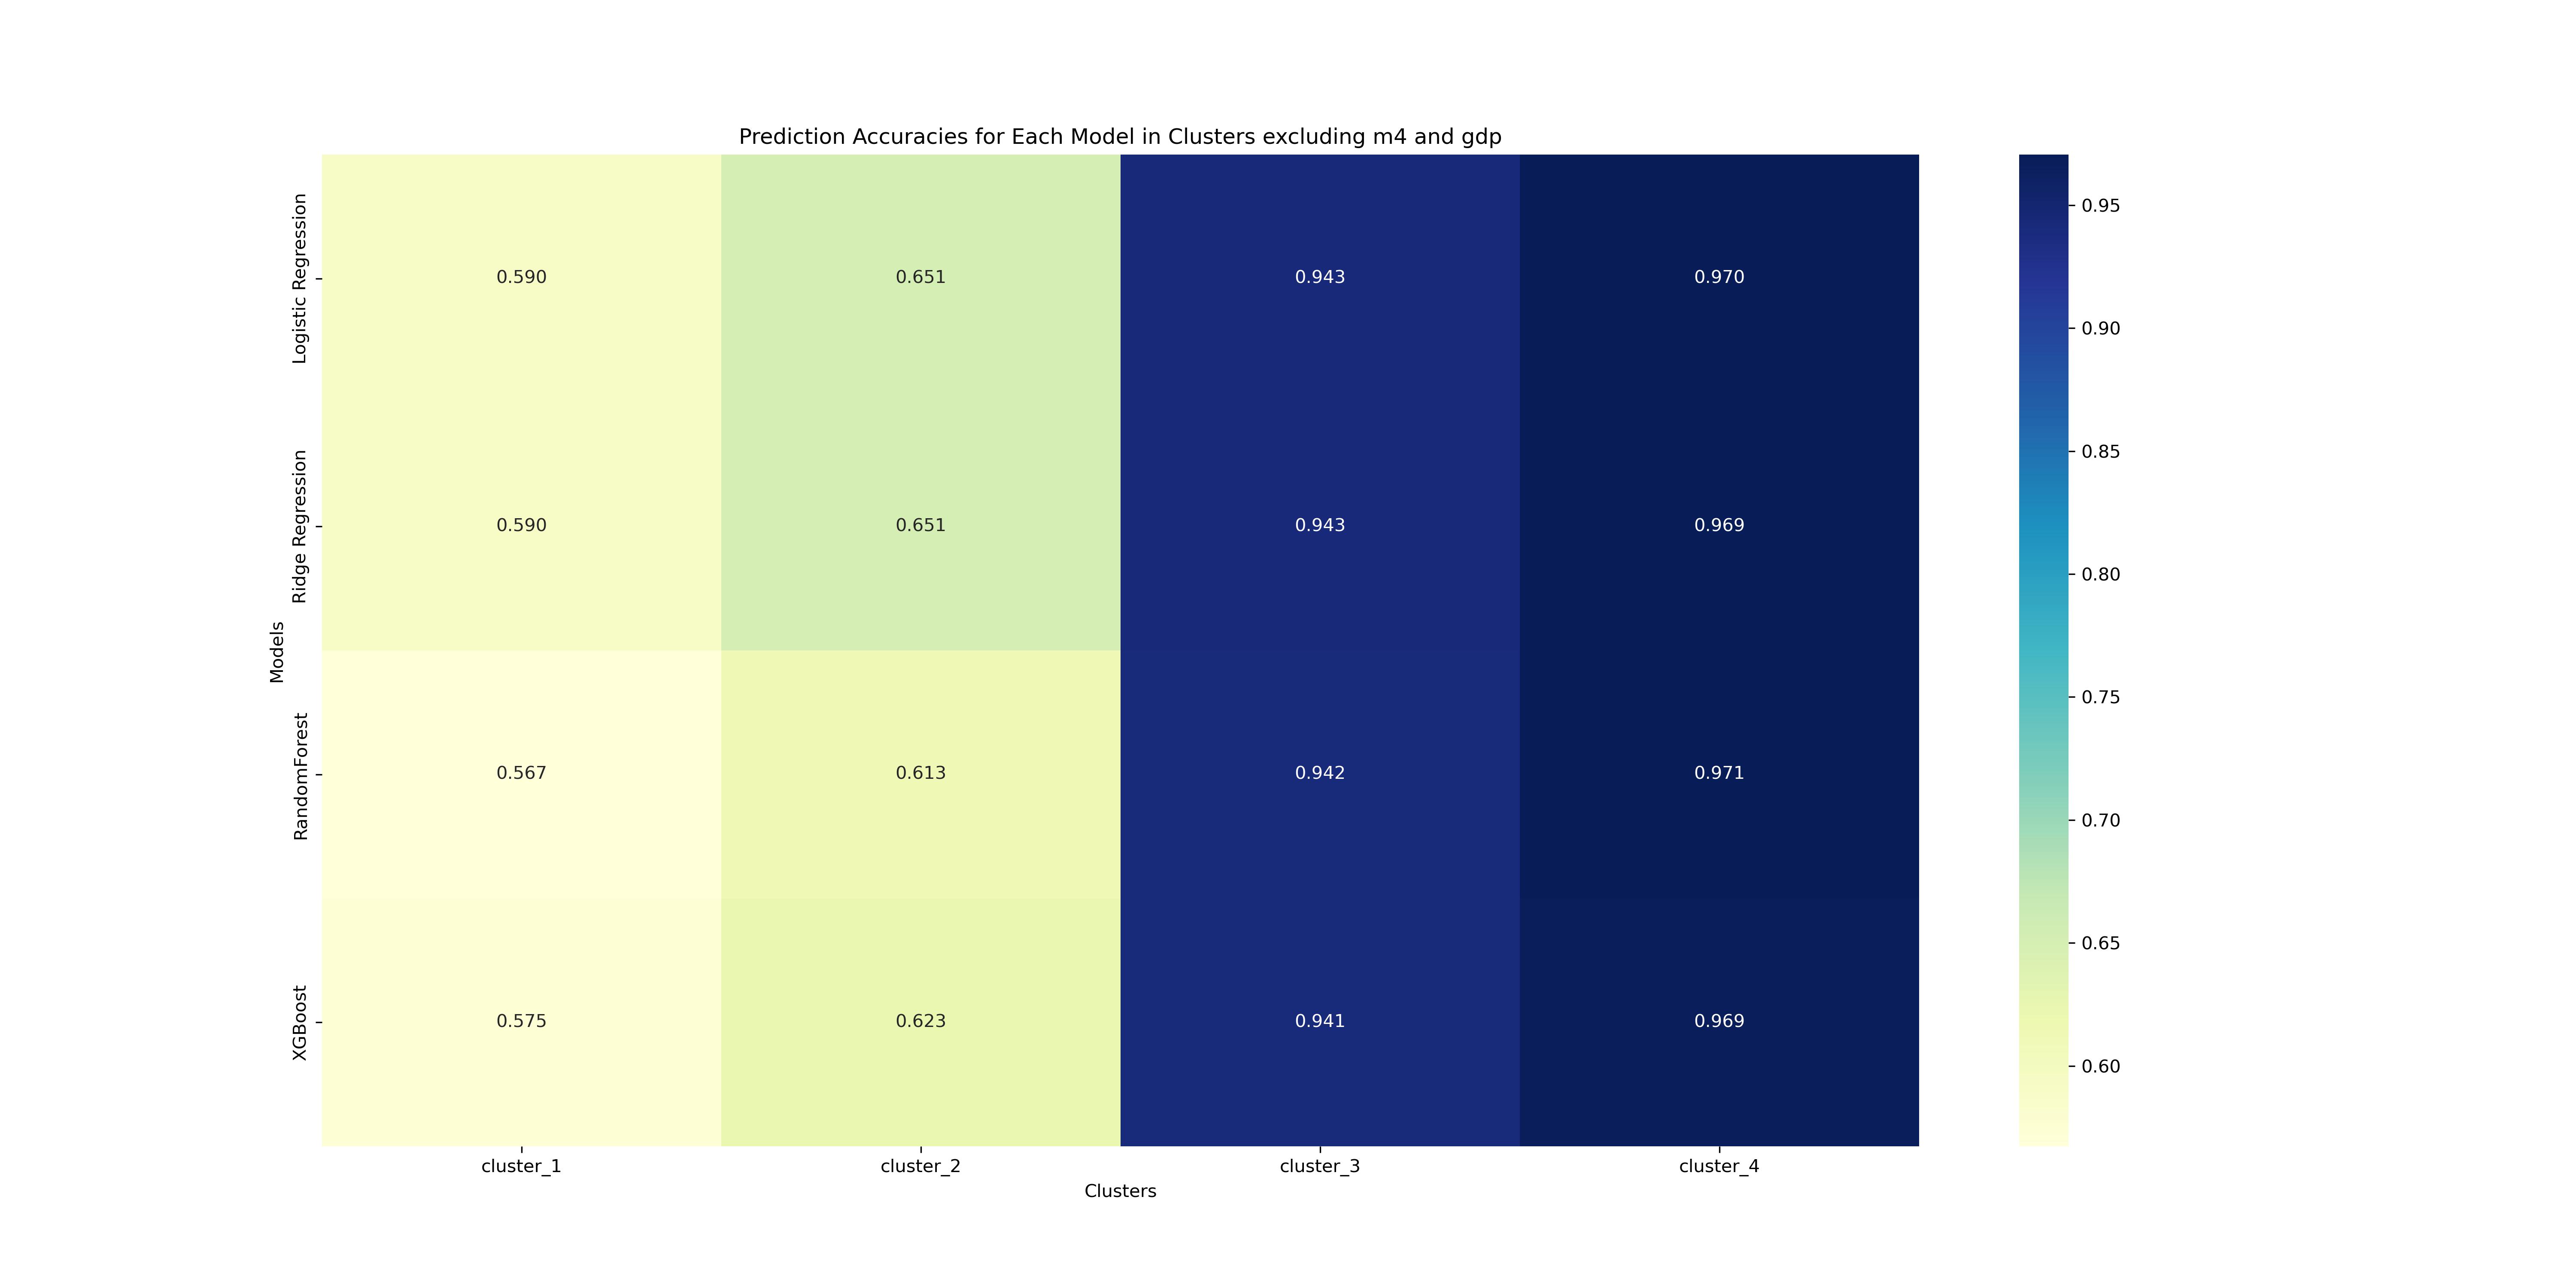 Prediction Accuracies for Each Model in Clusters excluding m4 and gdp
Models
Logistic Regression
0.590 0.651 0.943 0.970
Ridge Regression
0.590 0.651 0.943 0.969
RandomForest
0.567 0.613 0.942 0.971
XGBoost
0.575 0.623 0.941 0.969
cluster_1 cluster_2 cluster_3 cluster_4
Clusters
0.95
0.90
0.85
0.80
0.75
0.70
0.65
0.60